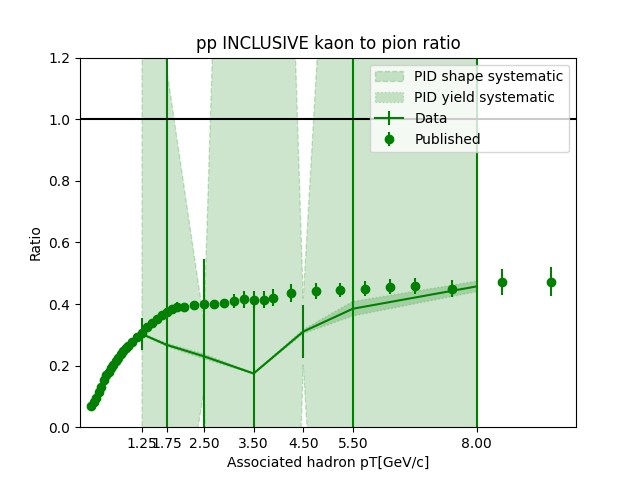 pp INCLUSIVE kaon to pion ratio
PID shape systematic
PID yield systematic
Data
Published
Ratio
1.2
1.0
0.8
0.6
0.4
0.2
0.0
1.25 1.75 2.50 3.50 4.50 5.50 8.00
Associated hadron pT[GeV/c]